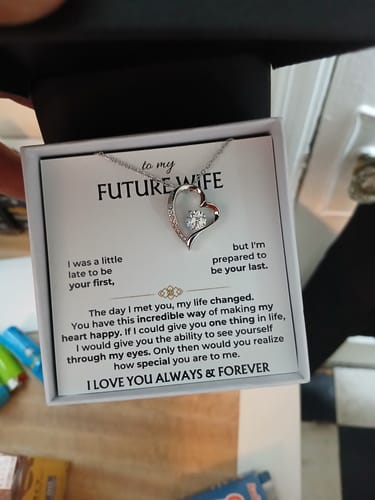 to my
FUTURE WIFE
I was a little
late to be
your first,
but I'm
prepared to
be your last.
The day I met you, my life changed.
You have this incredible way of making my
heart happy. If I could give you one thing in life,
I would give you the ability to see yourself
through my eyes. Only then would you realize
how special you are to me.
I LOVE YOU ALWAYS & FOREVER